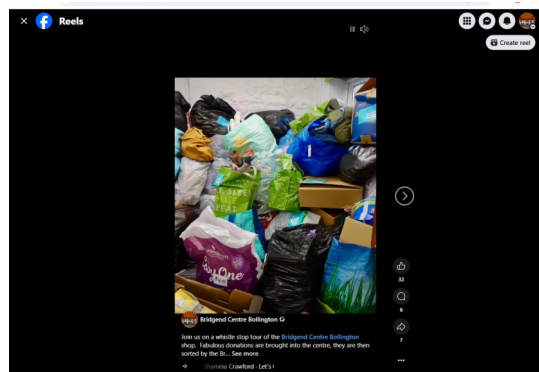 Reels
Create reel
Bridgend Centre Bollington
Join us on a whistle stop tour of the Bridgend Centre Bollington
shop. Fabulous donations are brought into the centre, they are then
sorted by the Br... See more
Shameia Crawford · Let's
32
6
7